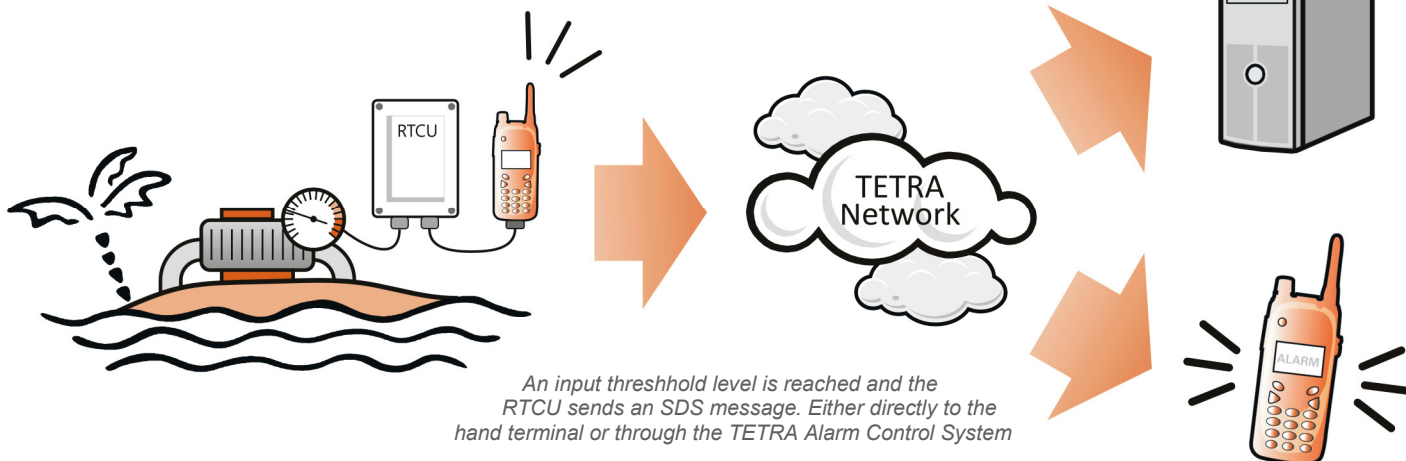 RTCU
TETRA
Network
ALARM
An input threshhold level is reached and the
RTCU sends an SDS message. Either directly to the
hand terminal or through the TETRA Alarm Control System